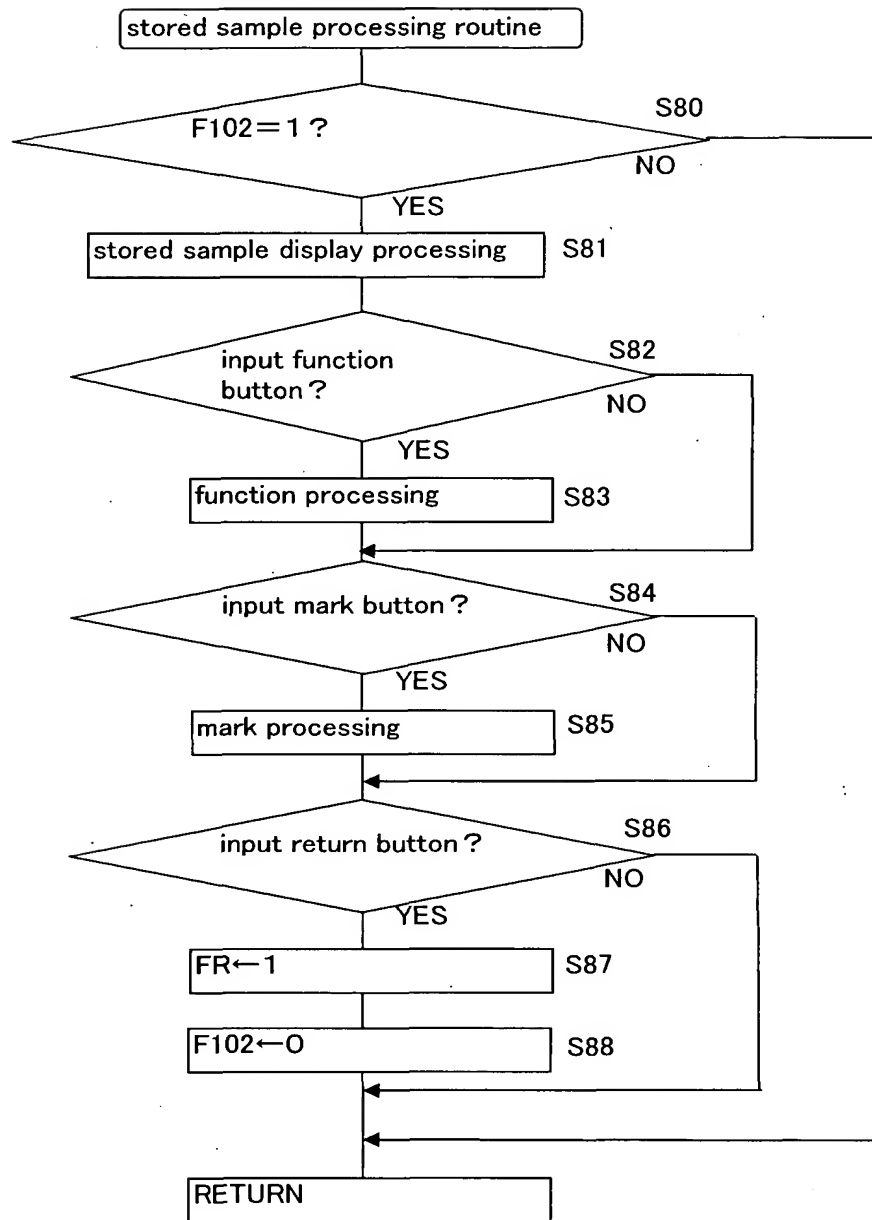 stored sample processing routine
F102=1?
S80
NO
YES
stored sample display processing
S81
input function
button?
S82
NO
YES
function processing
S83
input mark button?
S84
NO
YES
mark processing
S85
input return button?
S86
NO
YES
FR←1
S87
F102←O
S88
RETURN